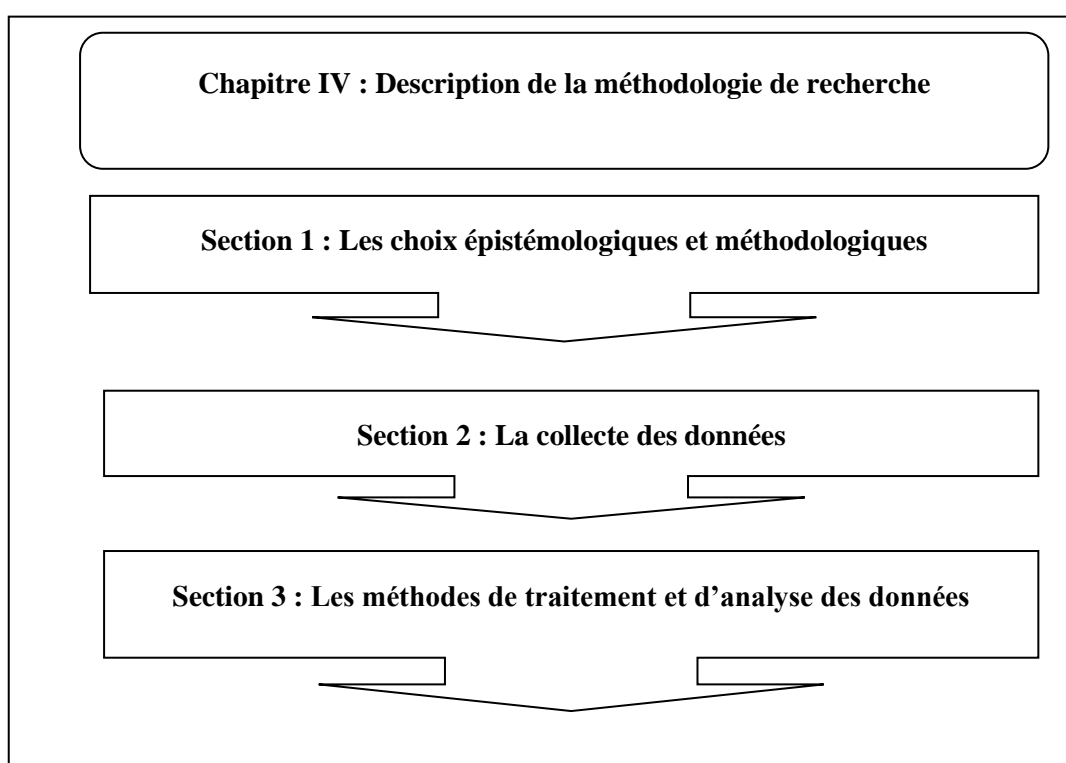 Chapitre IV : Description de la méthodologie de recherche
Section 1 : Les choix épistémologiques et méthodologiques
Section 2 : La collecte des données
Section 3 : Les méthodes de traitement et d’analyse des données